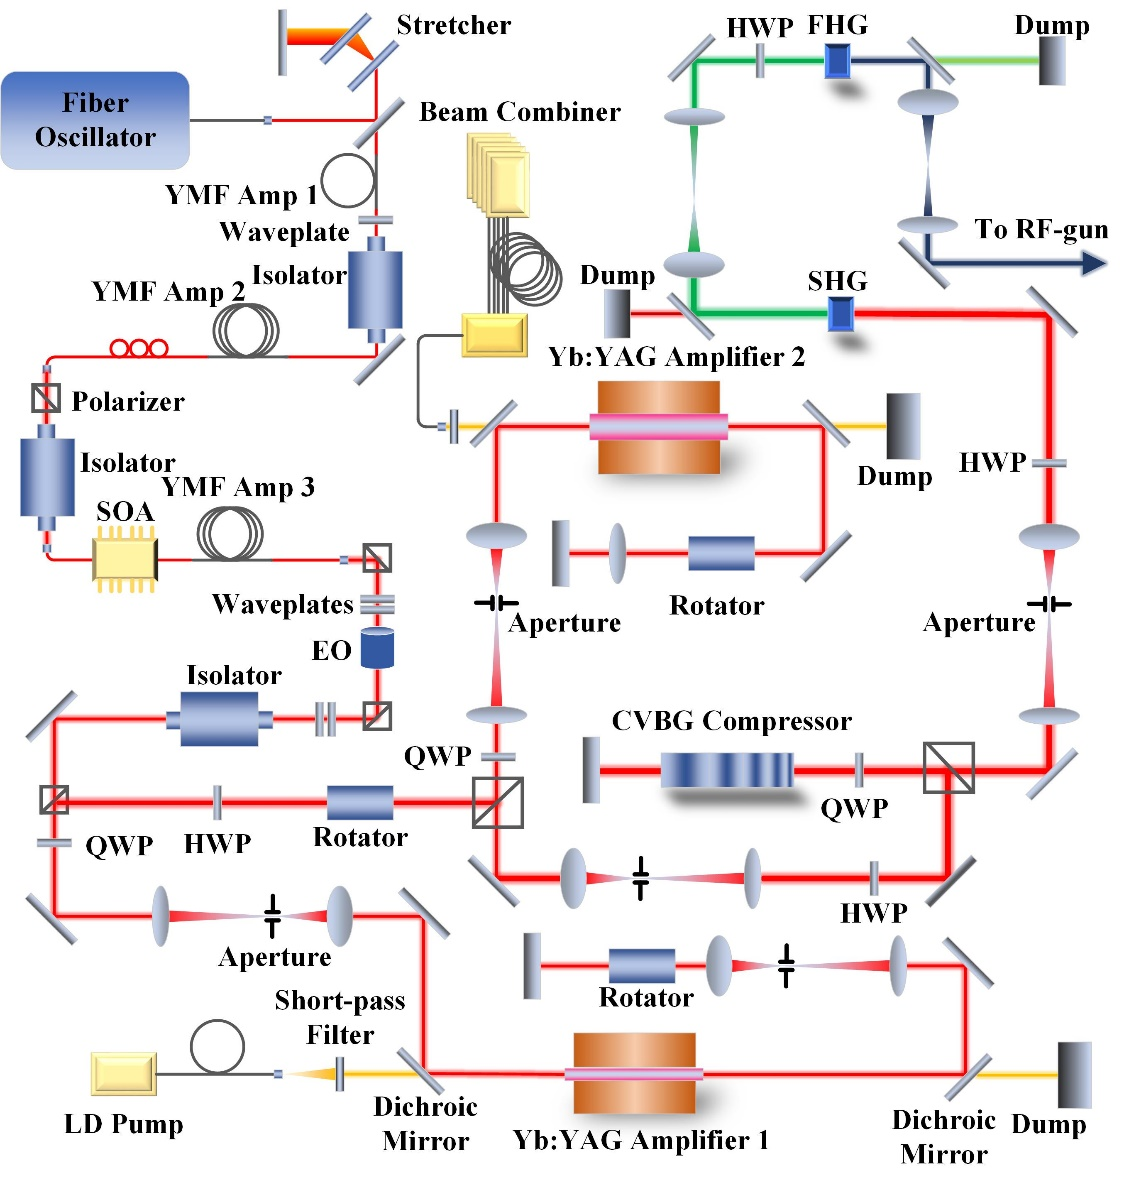 Stretcher
HWP
FHG
Dump
Fiber
Oscillator
Beam Combiner
YMF Amp 1
Waveplate
To RF-gun
Isolator
Dump
SHG
YMF Amp 2
Yb:YAG Amplifier 2
Polarizer
Isolator
HWP
Dump
YMF Amp 3
SOA
Waveplates
Rotator
Aperture
Aperture
EO
Isolator
CVBG Compressor
QWP
QWP
QWP
HWP
Rotator
HWP
Aperture
Rotator
Short-pass
Filter
LD Pump
Dichroic
Mirror
Yb:YAG Amplifier 1
Dichroic
Mirror
Dump